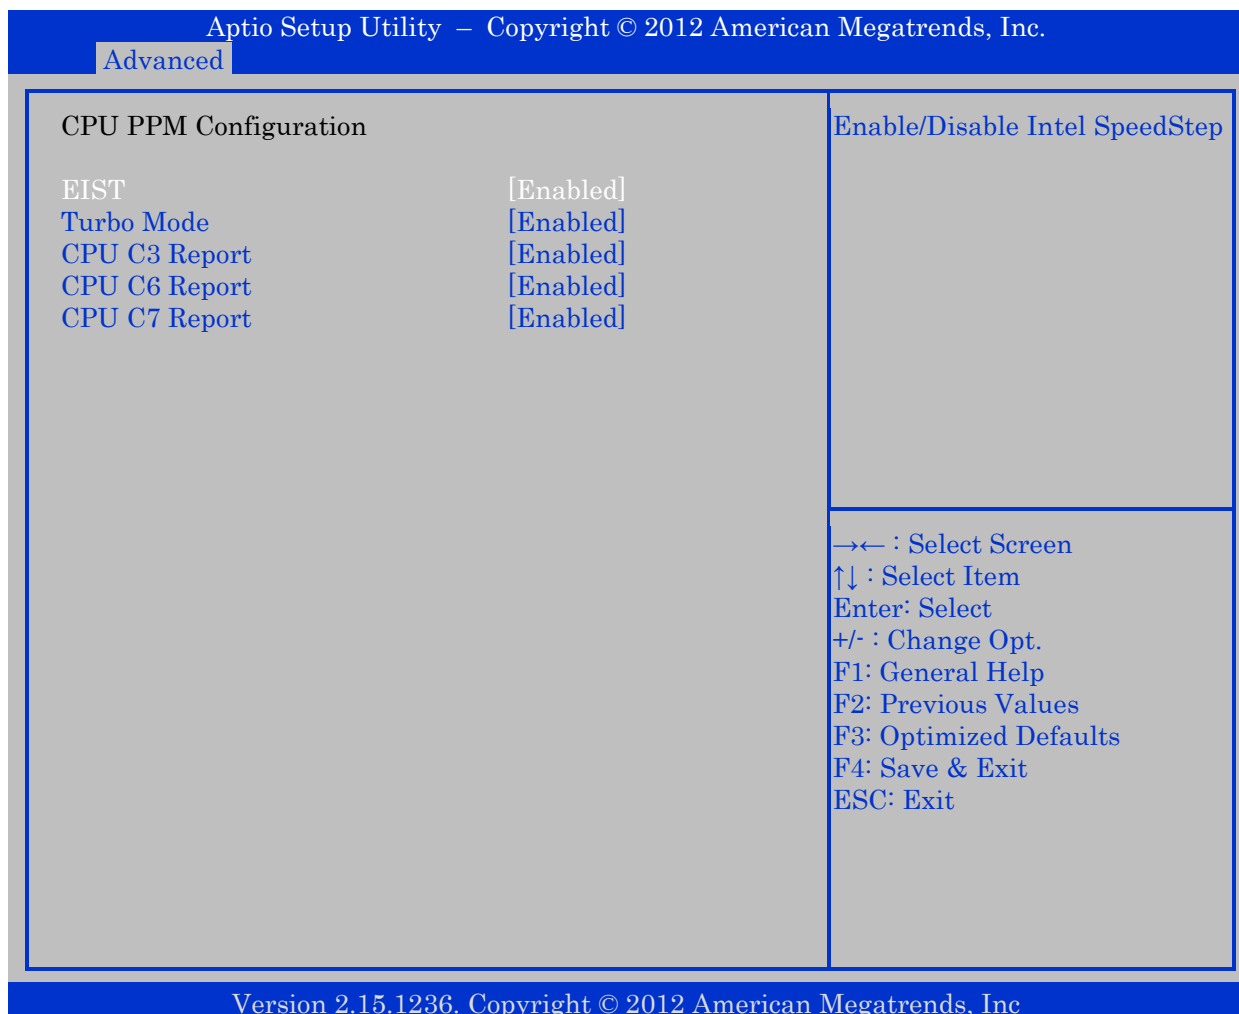 Aptio Setup Utility – Copyright © 2012 American Megatrends, Inc.
Advanced
CPU PPM Configuration
EIST [Enabled]
Turbo Mode [Enabled]
CPU C3 Report [Enabled]
CPU C6 Report [Enabled]
CPU C7 Report [Enabled]
Enable/Disable Intel SpeedStep
→← : Select Screen
↑↓ : Select Item
Enter: Select
+/- : Change Opt.
F1: General Help
F2: Previous Values
F3: Optimized Defaults
F4: Save & Exit
ESC: Exit
Version 2.15.1236. Copyright © 2012 American Megatrends, Inc